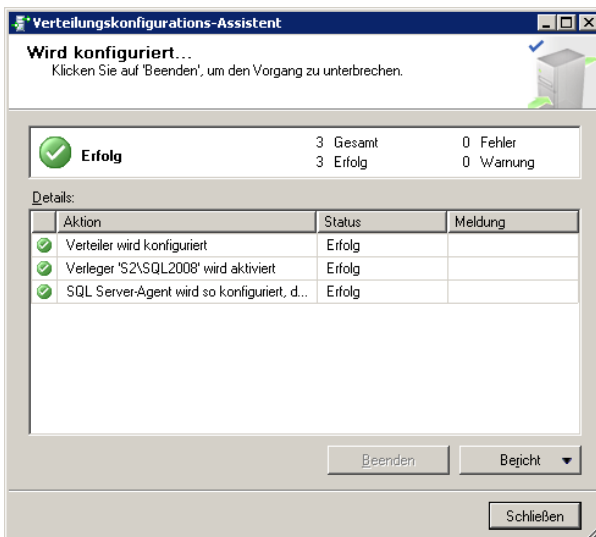 Verteilungskonfigurations-Assistent
Wird konfiguriert...
Klicken Sie auf 'Beenden', um den Vorgang zu unterbrechen.
Erfolg
3 Gesamt 0 Fehler
3 Erfolg 0 Warnung
Details:
Aktion Status Meldung
Verteiler wird konfiguriert Erfolg
Verleger 'S2\SQL2008' wird aktiviert Erfolg
SQL Server-Agent wird so konfiguriert, d... Erfolg
Beenden Bericht
Schließen